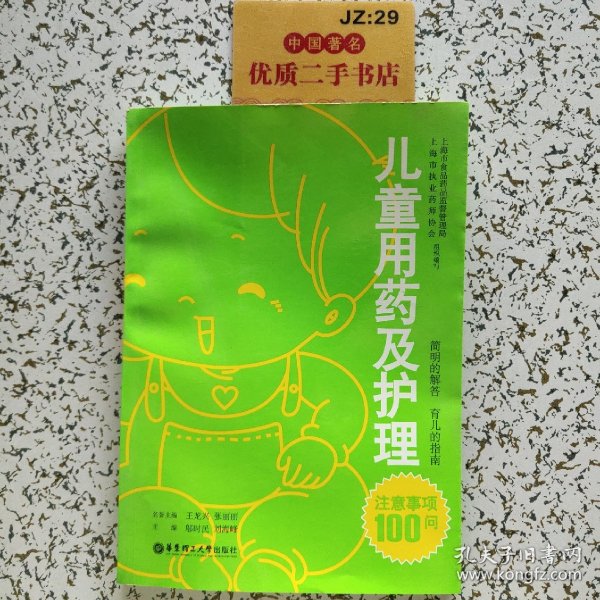 JZ:29
中国著名
优质二手书店
上海市食品药品监督管理局
上海市执业药师协会
组织编写
儿童用药及护理
简明的解答 育儿的指南
注意事项
100问
名誉主编 王龙兴 张丽丽
主编 邬时民 刘海峰
华东理工大学出版社
孔夫子旧书网
www.kongfz.com